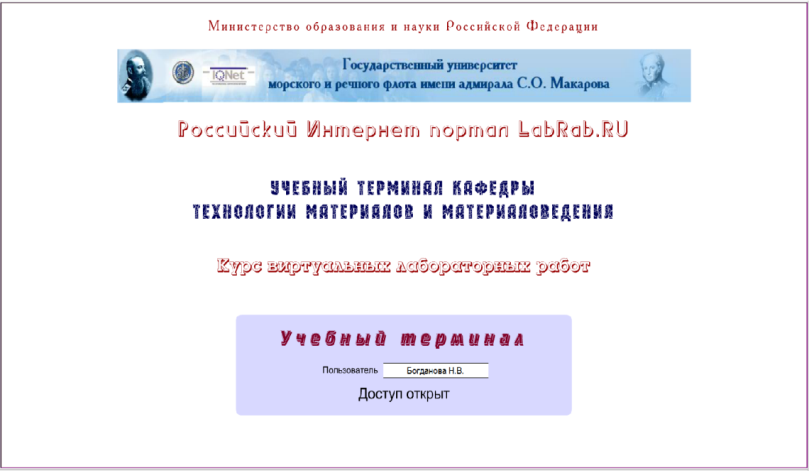 Министерство образования и науки Российской Федерации
IQNet
Государственный университет
морского и речного флота имени адмирала С.О. Макарова
Российский Интернет портал LabRab.RU
УЧЕБНЫЙ ТЕРМИНАЛ КАФЕДРЫ
ТЕХНОЛОГИИ МАТЕРИАЛОВ И МАТЕРИАЛОВЕДЕНИЯ
Курс виртуальных лабораторных работ
Учебный терминал
Пользователь Богданова Н.В.
Доступ открыт